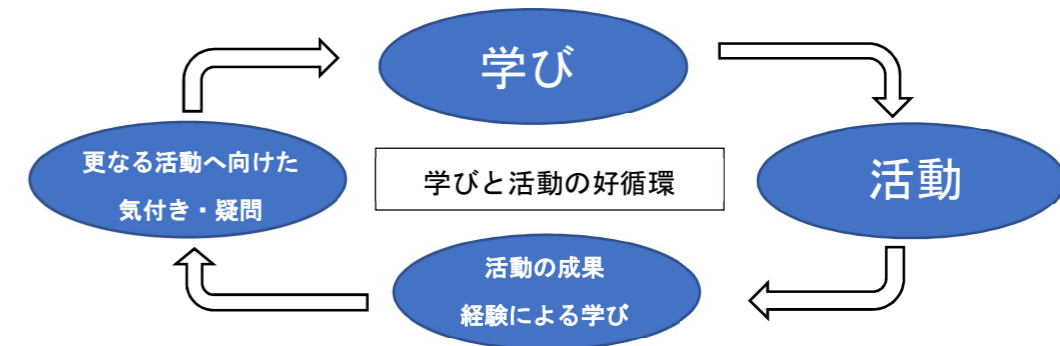 学び
更なる活動へ向けた
気付き・疑問
学びと活動の好循環
活動
活動の成果
経験による学び